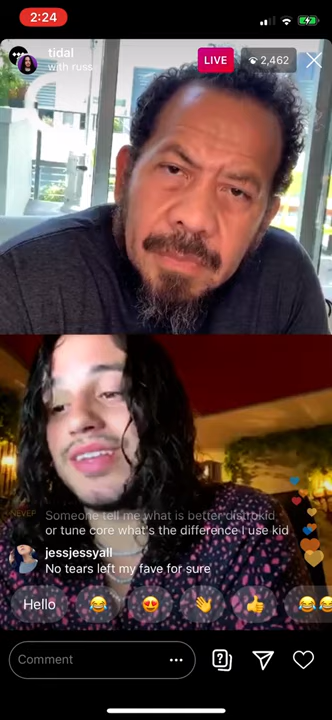 2:24
tidal
with russ
LIVE
2,462
Someone tell me what is better distrokid
or tune core what's the difference I use kid
jessjessyall
No tears left my fave for sure
Hello
Comment